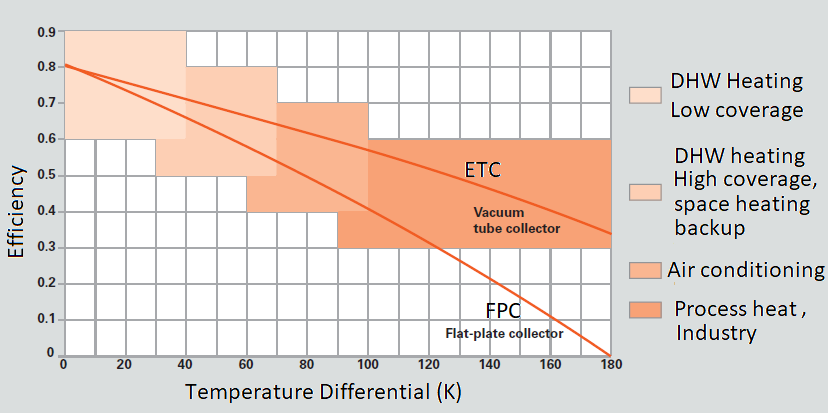 0.9
0.8
0.7
0.6
0.5
0.4
0.3
0.2
0.1
0
Efficiency
0 20 40 60 80 100 120 140 160 180
Temperature Differential (K)
ETC
Vacuum
tube collector
FPC
Flat-plate collector
DHW Heating
Low coverage
DHW heating
High coverage,
space heating
backup
Air conditioning
Process heat ,
Industry